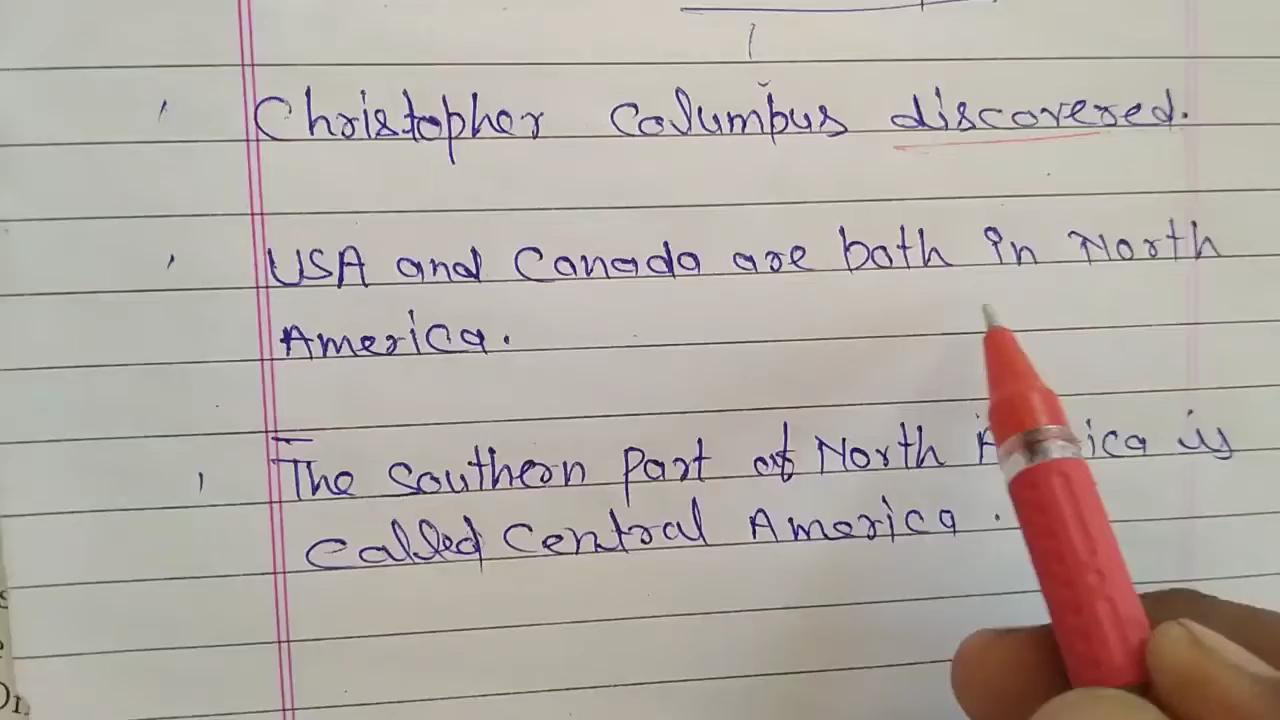 Christopher Columbus discovered.
USA and Canada are both in North
America.
The Southern Part of North is
Called Central America.